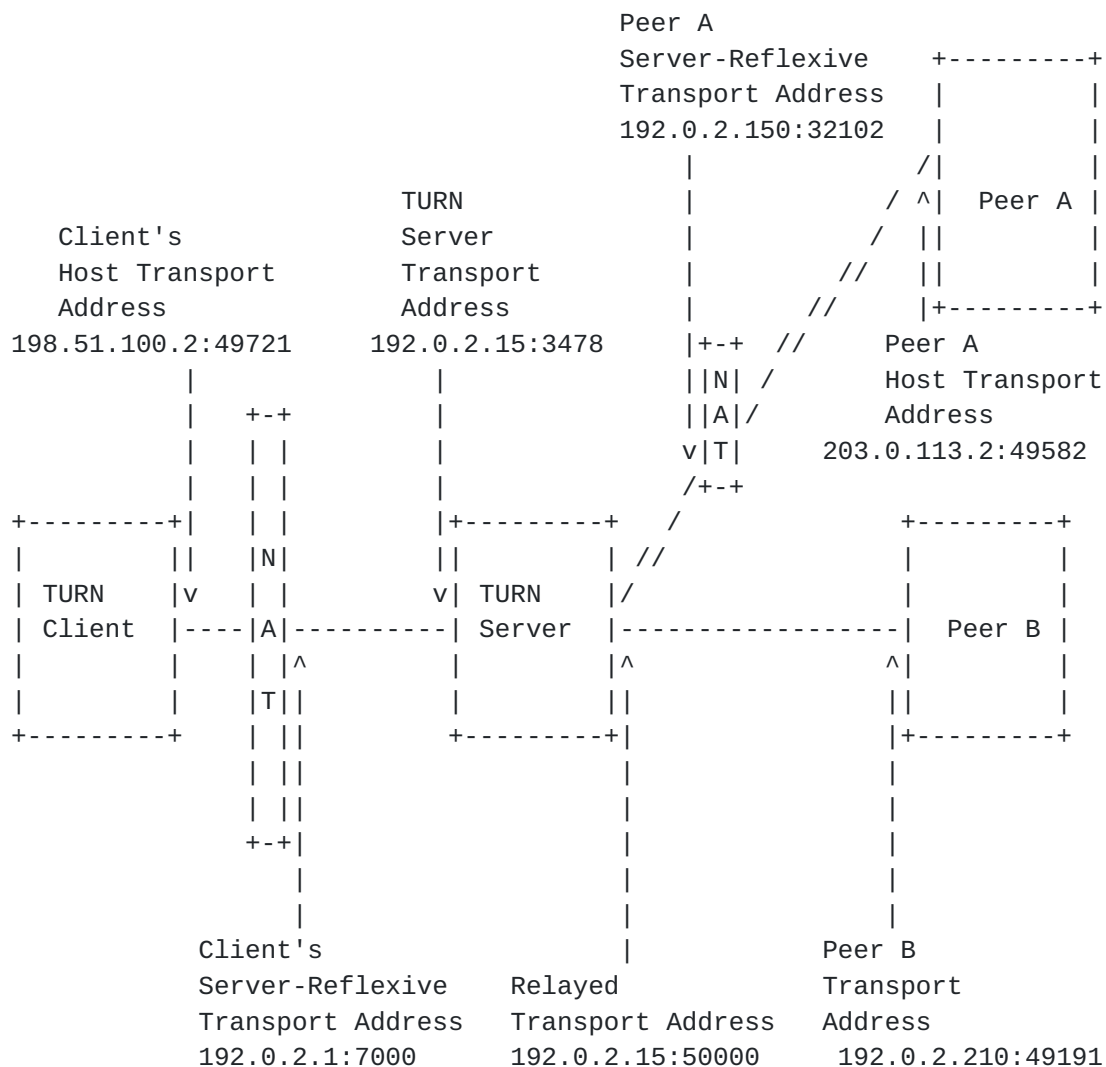 Peer A
Server-Reflexive
Transport Address
192.0.2.150:32102
Peer A
TURN
Server
Transport
Address
192.0.2.15:3478
Client's
Host Transport
Address
198.51.100.2:49721
Peer A
Host Transport
Address
203.0.113.2:49582
N
A
T
N
A
T
TURN
Client
TURN
Server
Peer B
Client's
Server-Reflexive
Transport Address
192.0.2.1:7000
Relayed
Transport Address
192.0.2.15:50000
Peer B
Transport
Address
192.0.2.210:49191